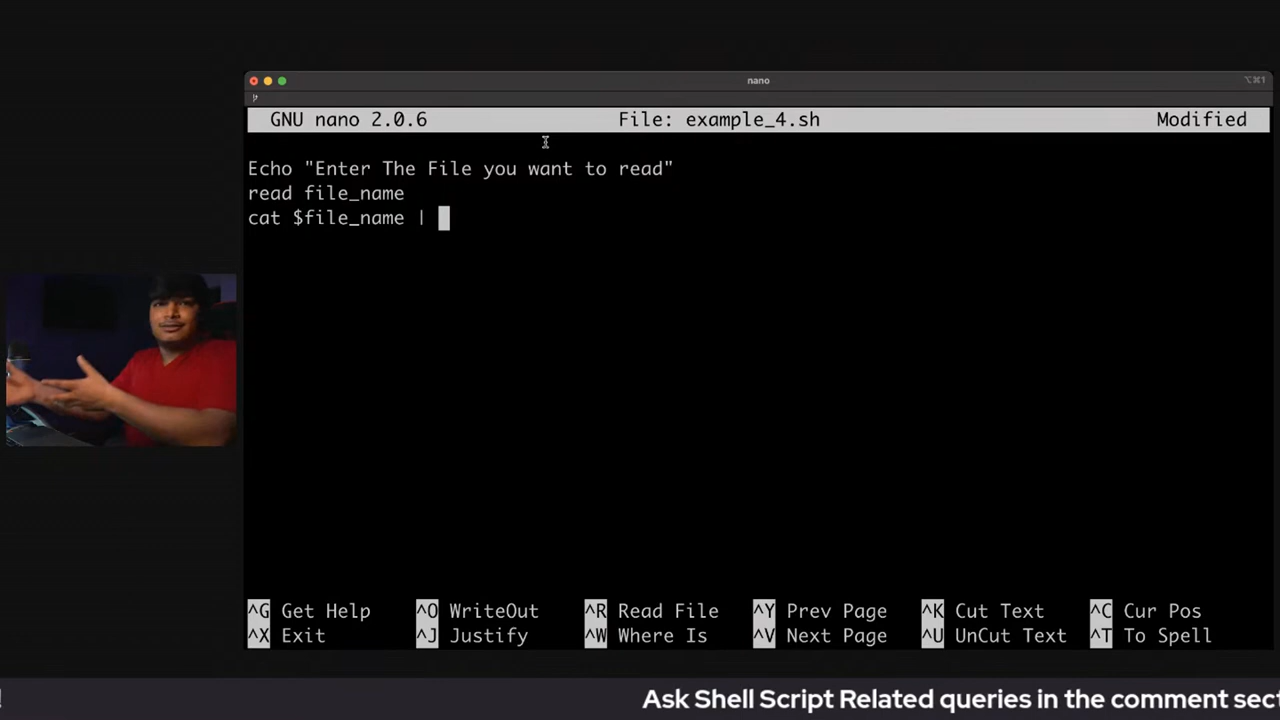 nano
⌥⌘1
GNU nano 2.0.6 File: example_4.sh Modified
Echo "Enter The File you want to read"
read file_name
cat $file_name |
^G Get Help ^O WriteOut ^R Read File ^Y Prev Page ^K Cut Text ^C Cur Pos
^X Exit ^J Justify ^W Where Is ^V Next Page ^U UnCut Text ^T To Spell
! Ask Shell Script Related queries in the comment sect